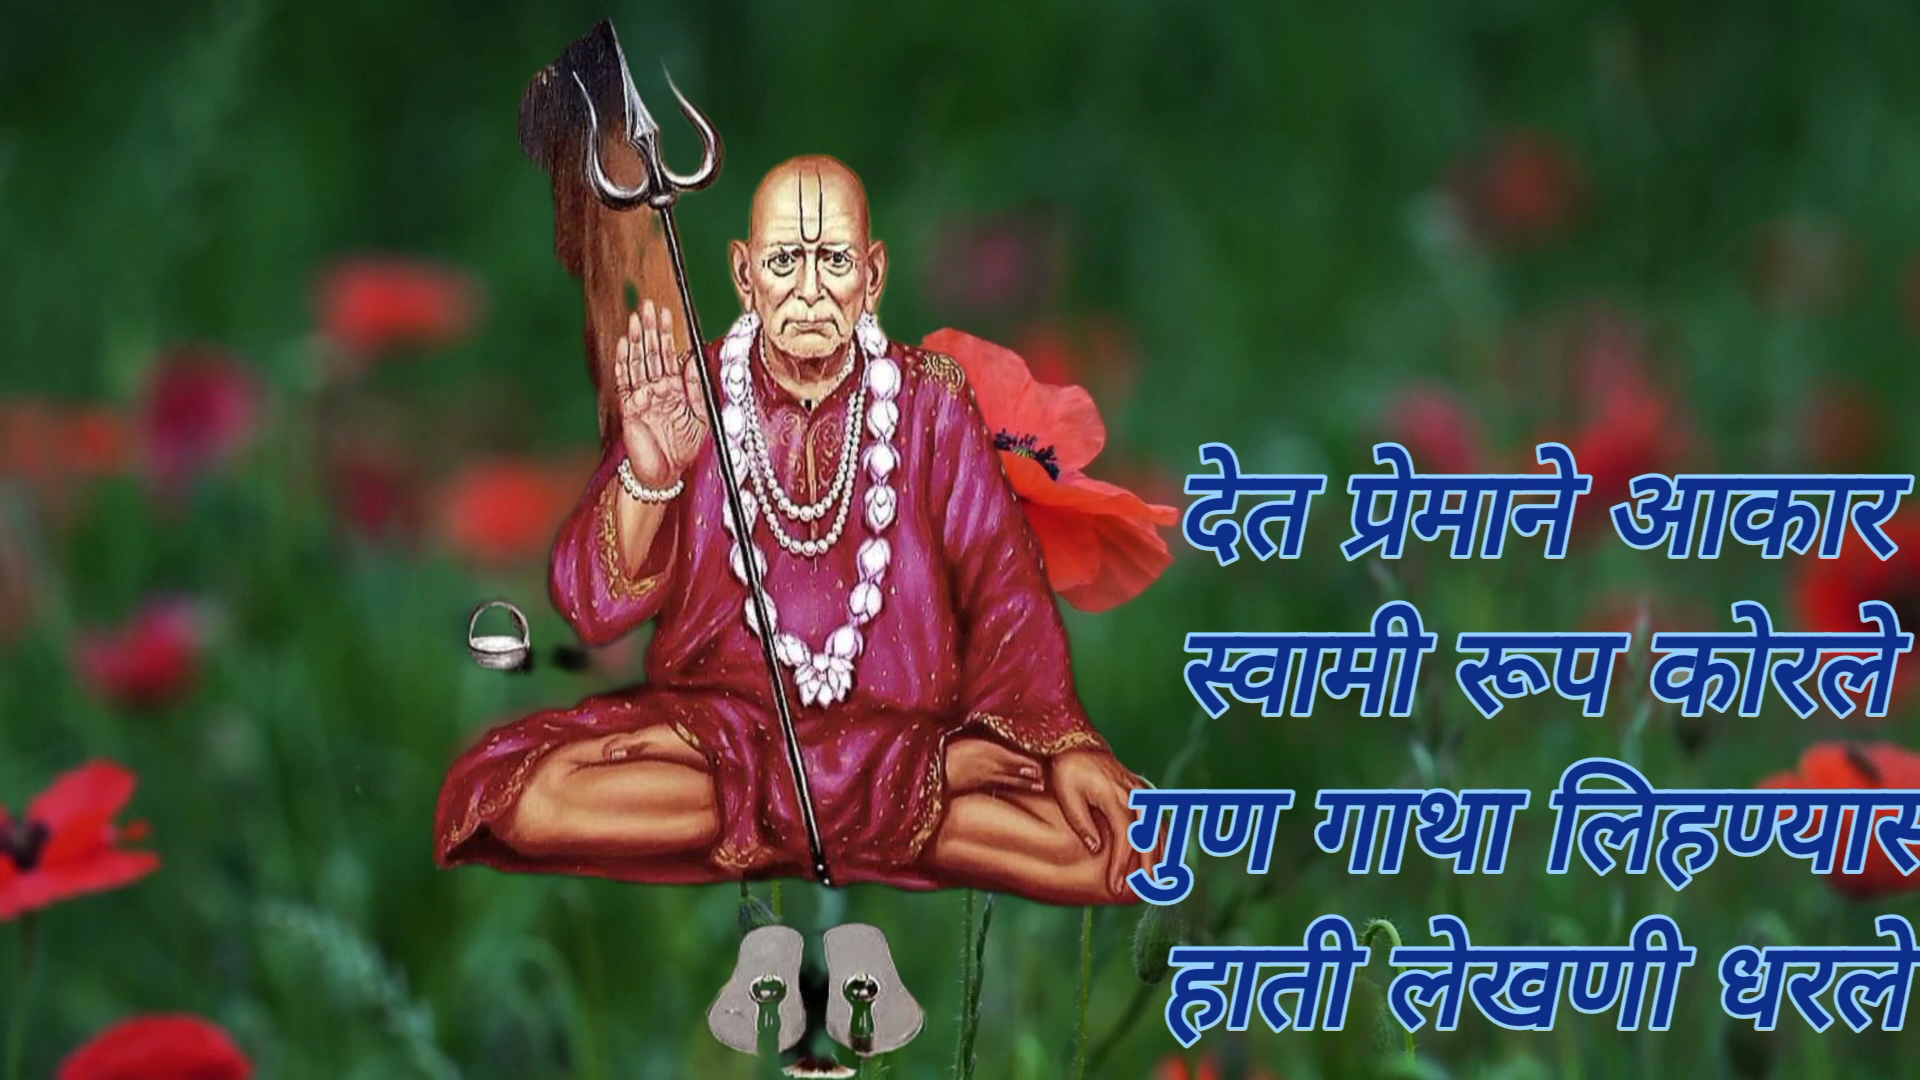 देत प्रेमाने आकार
स्वामी रूप कोरले
गुण गाथा लिहण्यास
हाती लेखणी धरले